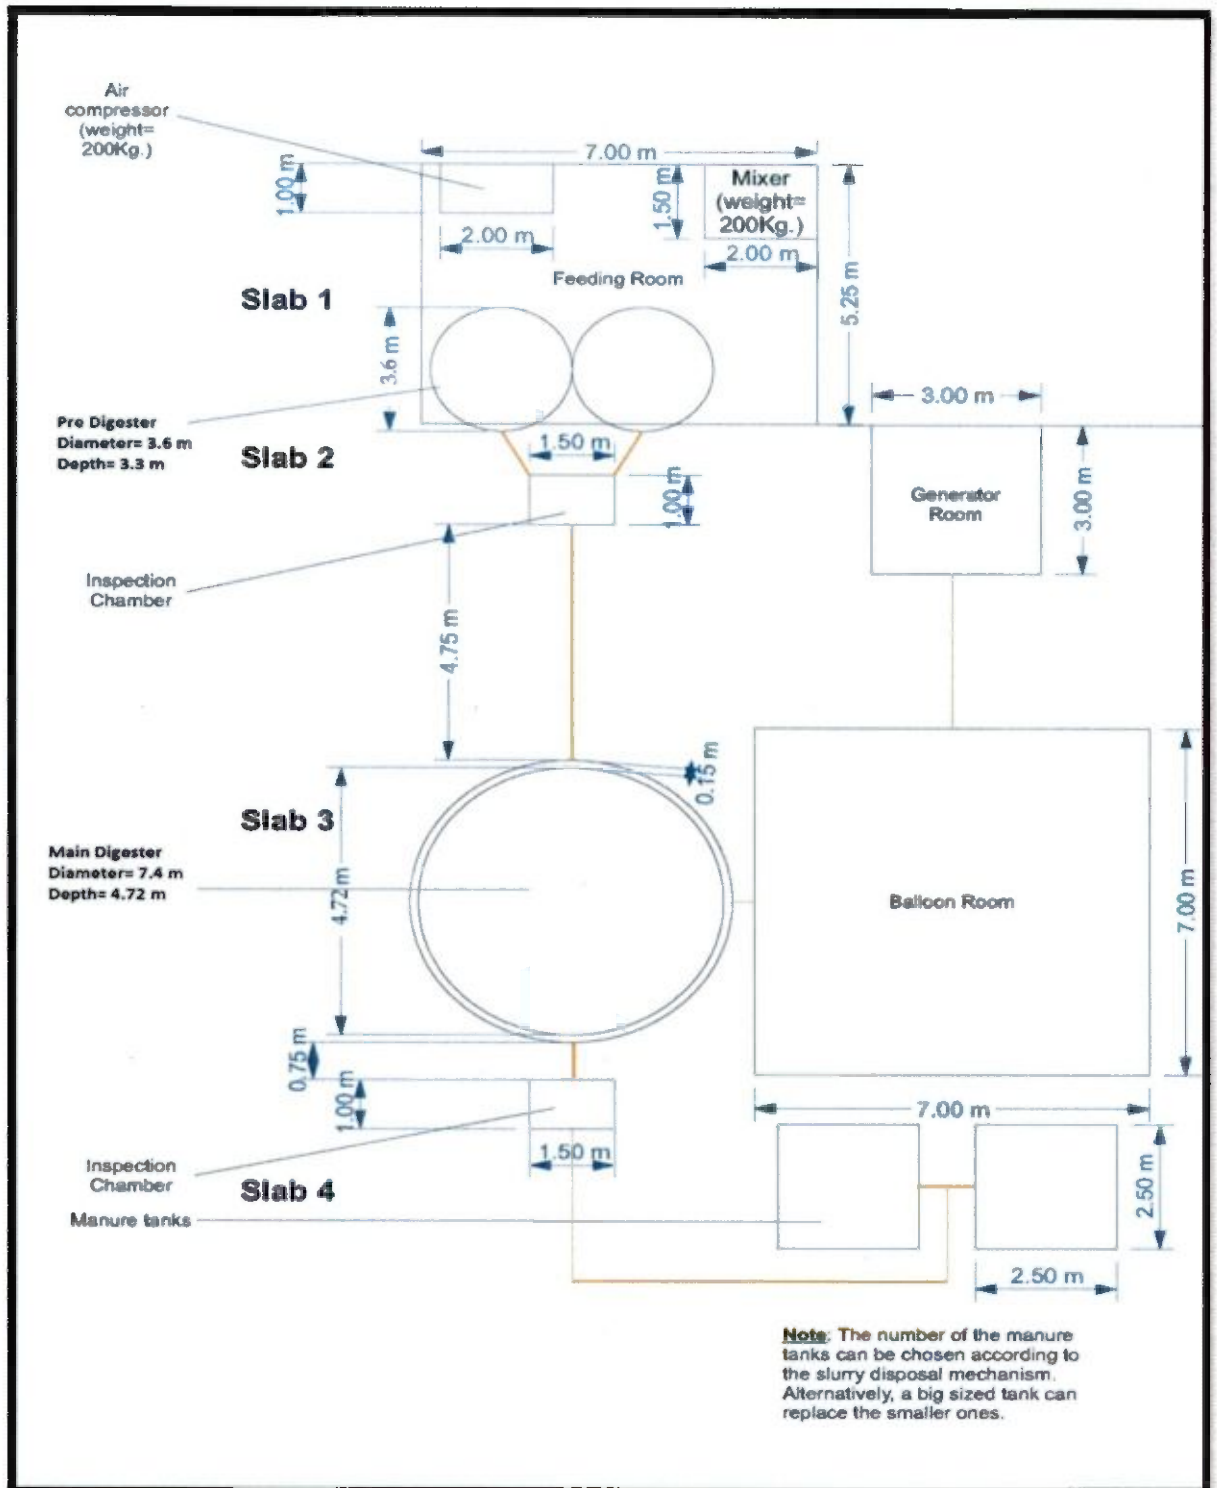 Air
compressor
(weight=
200Kg.)
7.00 m
1.00 m
2.00 m
1.50 m
Mixer
(weight=
200Kg.)
2.00 m
Feeding Room
5.25 m
Slab 1
3.6 m
3.00 m
Pre Digester
Diameter= 3.6 m
Depth= 3.3 m
Slab 2
1.50 m
1.00 m
Generator
Room
3.00 m
Inspection
Chamber
4.75 m
0.15 m
Slab 3
Main Digester
Diameter= 7.4 m
Depth= 4.72 m
4.72 m
Balloon Room
7.00 m
0.75 m
1.00 m
7.00 m
1.50 m
Inspection
Chamber
Slab 4
Manure tanks
2.50 m
2.50 m
Note: The number of the manure
tanks can be chosen according to
the slurry disposal mechanism.
Alternatively, a big sized tank can
replace the smaller ones.